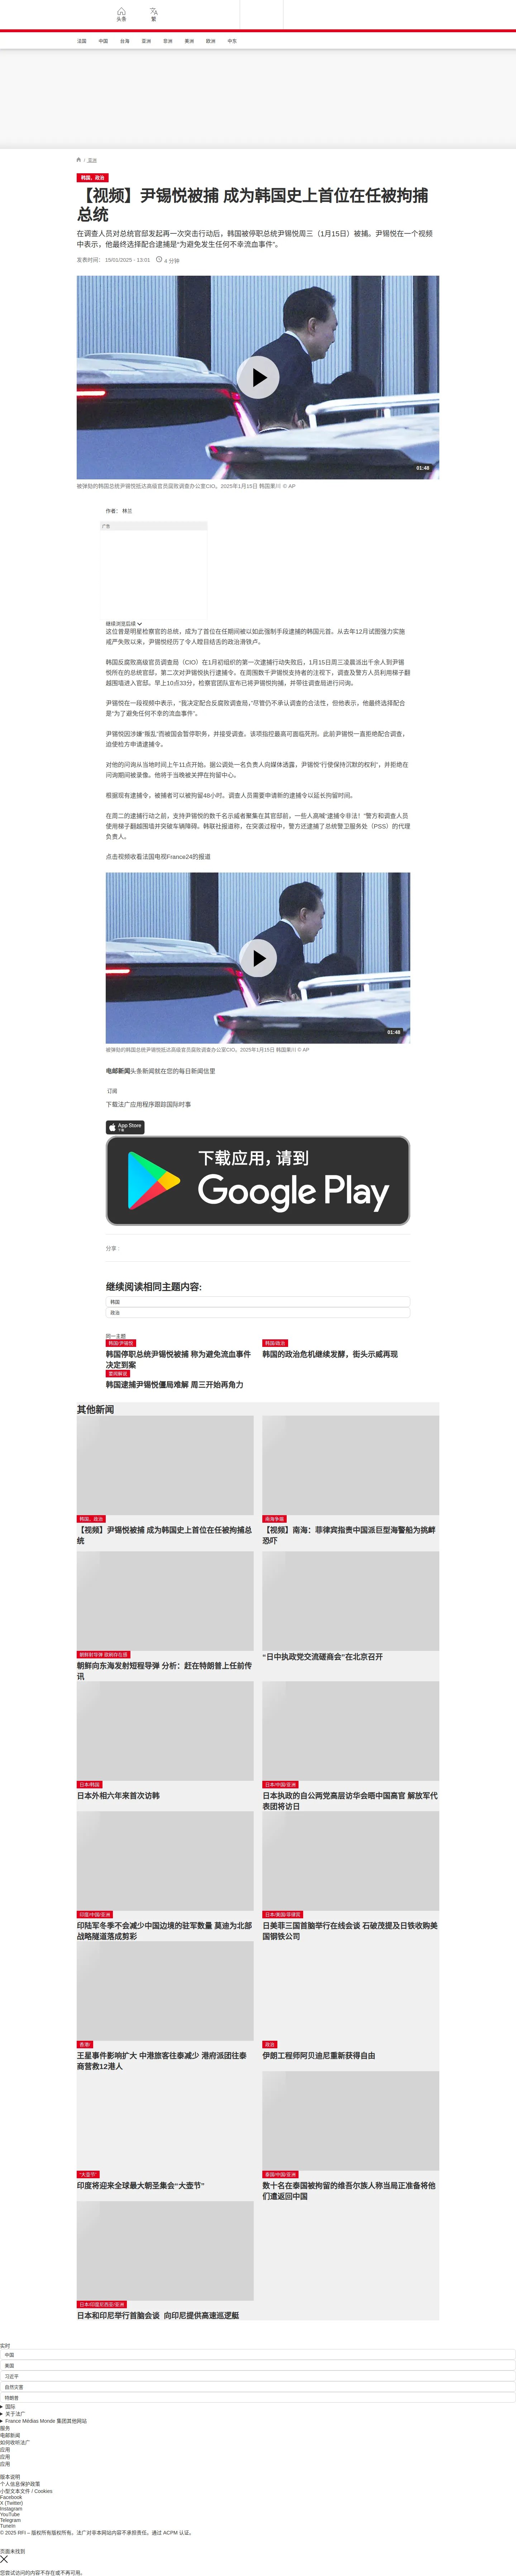 头条
繁
法国
中国
台海
亚洲
非洲
美洲
欧洲
中东
/ 亚洲
韩国，政治
【视频】尹锡悦被捕 成为韩国史上首位在任被拘捕
总统
在调查人员对总统官邸发起再一次突击行动后，韩国被停职总统尹锡悦周三（1月15日）被捕。尹锡悦在一个视频
中表示，他最终选择配合逮捕是“为避免发生任何不幸流血事件”。
发表时间： 15/01/2025 - 13:01
4 分钟
01:48
被弹劾的韩国总统尹锡悦抵达高级官员腐败调查办公室CIO。2025年1月15日 韩国果川 © AP
作者： 林兰
广告
继续浏览后续
这位曾是明星检察官的总统，成为了首位在任期间被以如此强制手段逮捕的韩国元首。从去年12月试图强力实施
戒严失败以来，尹锡悦经历了令人瞠目结舌的政治滑铁卢。
韩国反腐败高级官员调查局（CIO）在1月初组织的第一次逮捕行动失败后，1月15日周三凌晨派出千余人到尹锡
悦所在的总统官邸。第二次对尹锡悦执行逮捕令。在周围数千尹锡悦支持者的注视下，调查及警方人员利用梯子翻
越围墙进入官邸。早上10点33分，检察官团队宣布已将尹锡悦拘捕，并带往调查局进行问询。
尹锡悦在一段视频中表示，“我决定配合反腐败调查局，”尽管仍不承认调查的合法性，但他表示，他最终选择配合
是“为了避免任何不幸的流血事件”。
尹锡悦因涉嫌“叛乱”而被国会暂停职务，并接受调查。该项指控最高可面临死刑。此前尹锡悦一直拒绝配合调查，
迫使检方申请逮捕令。
对他的问询从当地时间上午11点开始。据公调处一名负责人向媒体透露，尹锡悦“行使保持沉默的权利”，并拒绝在
问询期间被录像。他将于当晚被关押在拘留中心。
根据现有逮捕令，被捕者可以被拘留48小时。调查人员需要申请新的逮捕令以延长拘留时间。
在周二的逮捕行动之前，支持尹锡悦的数千名示威者聚集在其官邸前，一些人高喊“逮捕令非法！”警方和调查人员
使用梯子翻越围墙并突破车辆障碍。韩联社报道称，在突袭过程中，警方还逮捕了总统警卫服务处（PSS）的代理
负责人。
点击视频收看法国电视France24的报道
01:48
被弹劾的韩国总统尹锡悦抵达高级官员腐败调查办公室CIO。2025年1月15日 韩国果川 © AP
电邮新闻头条新闻就在您的每日新闻信里
订阅
下载法广应用程序跟踪国际时事
App Store
下载
下载应用，请到
Google Play
分享 :
继续阅读相同主题内容:
韩国
政治
同一主题
韩国/尹锡悦
韩国停职总统尹锡悦被捕 称为避免流血事件
决定到案
韩国/政治
韩国的政治危机继续发酵，街头示威再现
要闻解说
韩国逮捕尹锡悦僵局难解 周三开始再角力
其他新闻
韩国，政治
【视频】尹锡悦被捕 成为韩国史上首位在任被拘捕总
统
南海争端
【视频】南海：菲律宾指责中国派巨型海警船为挑衅
恐吓
朝鲜射导弹 彰刷存在感
朝鲜向东海发射短程导弹 分析：赶在特朗普上任前传
讯
“日中执政党交流磋商会”在北京召开
日本/韩国
日本外相六年来首次访韩
日本/中国/亚洲
日本执政的自公两党高层访华会晤中国高官 解放军代
表团将访日
印度/中国/亚洲
印陆军冬季不会减少中国边境的驻军数量 莫迪为北部
战略隧道落成剪彩
日本/美国/菲律宾
日美菲三国首脑举行在线会谈 石破茂提及日铁收购美
国钢铁公司
香港/
王星事件影响扩大 中港旅客往泰减少 港府派团往泰
商营救12港人
政治
伊朗工程师阿贝迪尼重新获得自由
“大壶节”
印度将迎来全球最大朝圣集会“大壶节”
泰国/中国/亚洲
数十名在泰国被拘留的维吾尔族人称当局正准备将他
们遣返回中国
日本/印度尼西亚/亚洲
日本和印尼举行首脑会谈 向印尼提供高速巡逻艇
实时
中国
美国
习近平
自然灾害
特朗普
国际
关于法广
France Médias Monde 集团其他网站
服务
电邮新闻
如何收听法广
应用
应用
应用
版本说明
个人信息保护政策
小型文本文件 / Cookies
Facebook
X (Twitter)
Instagram
YouTube
Telegram
TuneIn
© 2025 RFI – 版权所有版权所有。法广对非本网站内容不承担责任。通过 ACPM 认证。
页面未找到
您尝试访问的内容不存在或不再可用。